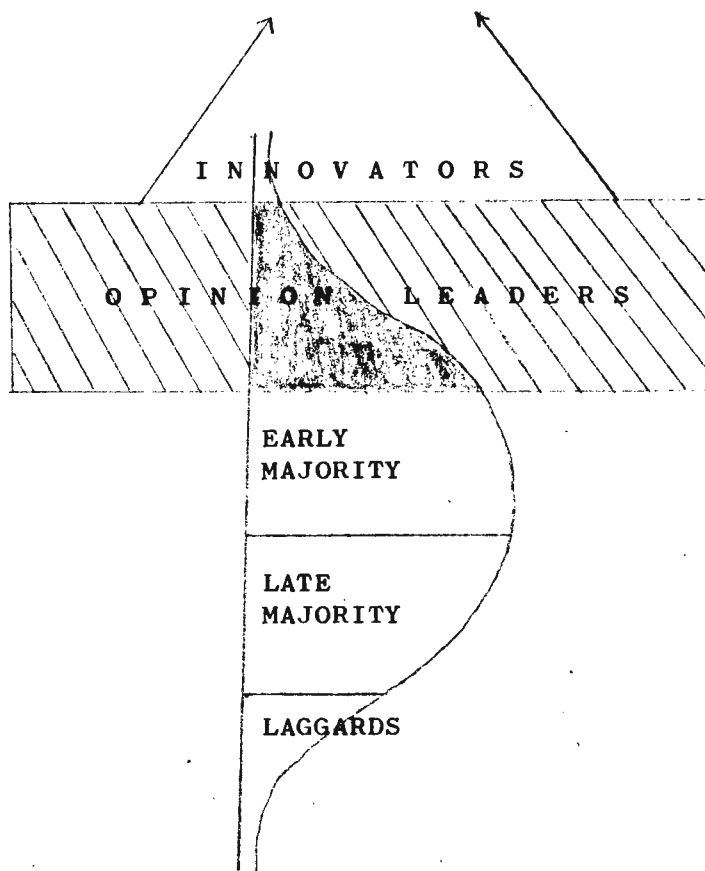 INNOVATORS
OPINION LEADERS
EARLY
MAJORITY
LATE
MAJORITY
LAGGARDS